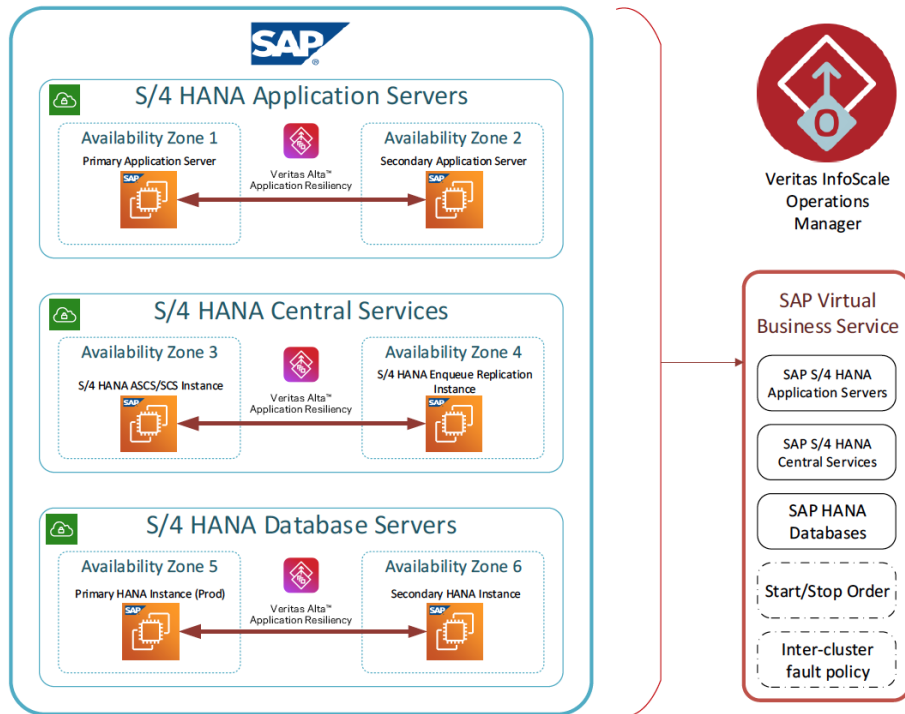 SAP
®
S/4 HANA Application Servers
Availability Zone 1
Primary Application Server
SAP
Veritas Alta™
Application Resiliency
Availability Zone 2
Secondary Application Server
SAP
S/4 HANA Central Services
Availability Zone 3
S/4 HANA ASCS/SCS Instance
SAP
Veritas Alta™
Application Resiliency
Availability Zone 4
S/4 HANA Enqueue Replication
Instance
SAP
S/4 HANA Database Servers
Availability Zone 5
Primary HANA Instance (Prod)
SAP
Veritas Alta™
Application Resiliency
Availability Zone 6
Secondary HANA Instance
SAP
Veritas InfoScale
Operations
Manager
SAP Virtual
Business Service
SAP S/4 HANA
Application Servers
SAP S/4 HANA
Central Services
SAP HANA
Databases
Start/Stop Order
Inter-cluster
fault policy